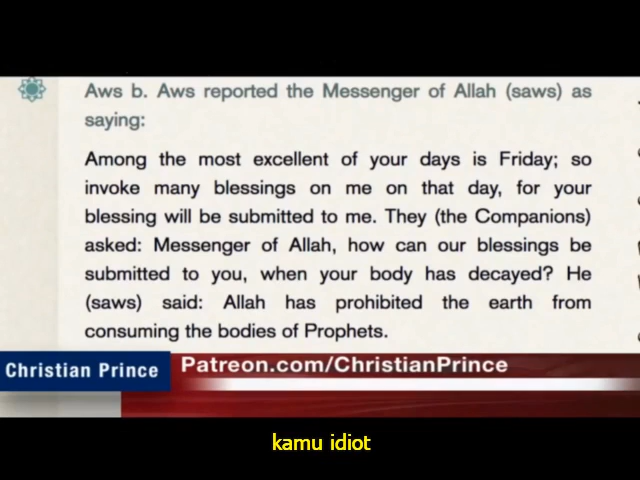 Aws b. Aws reported the Messenger of Allah (saws) as
saying:
Among the most excellent of your days is Friday; so
invoke many blessings on me on that day, for your
blessing will be submitted to me. They (the Companions)
asked: Messenger of Allah, how can our blessings be
submitted to you, when your body has decayed? He
(saws) said: Allah has prohibited the earth from
consuming the bodies of Prophets.
Christian Prince
Patreon.com/ChristianPrince
kamu idiot